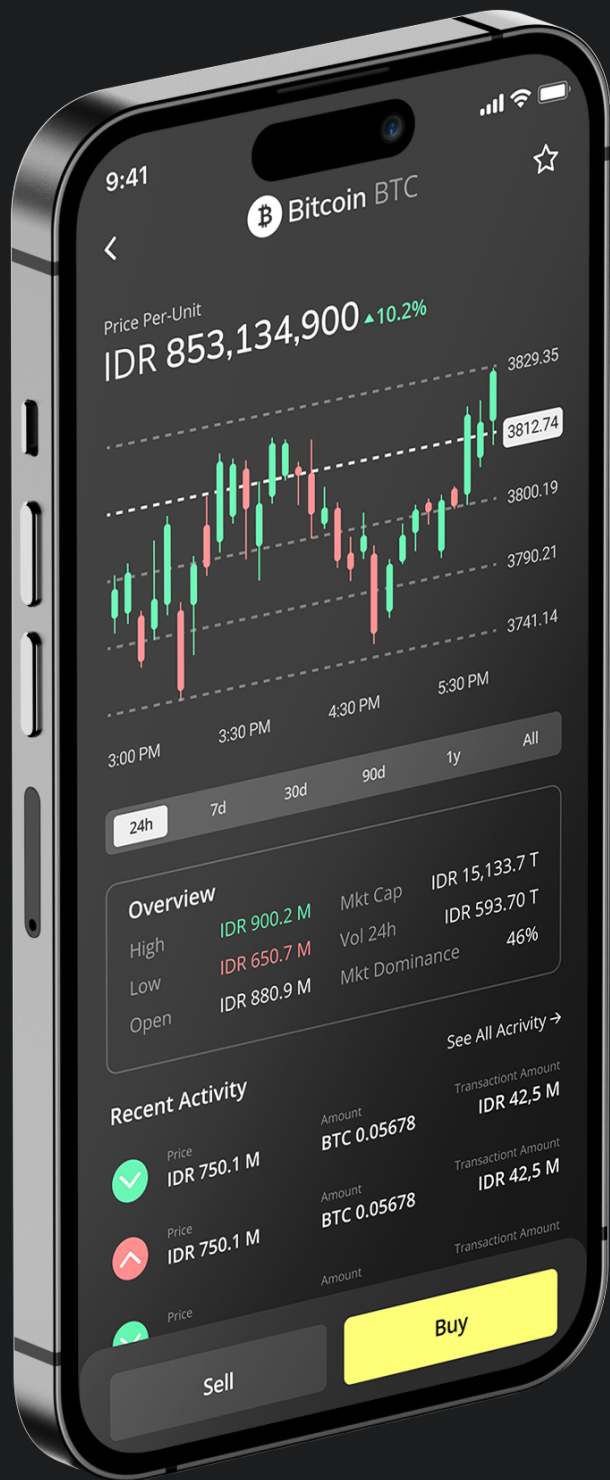 9:41
Bitcoin BTC
Price Per-Unit
IDR 853,134,900 ▲10.2%
3829.35
3812.74
3800.19
3790.21
3741.14
3:00 PM 3:30 PM 4:30 PM 5:30 PM
24h 7d 30d 90d 1y All
Overview
High IDR 900.2 M Mkt Cap IDR 15,133.7 T
Low IDR 650.7 M Vol 24h IDR 593.70 T
Open IDR 880.9 M Mkt Dominance 46%
Recent Activity See All Acrivity →
Price Amount Transactiont Amount
IDR 750.1 M BTC 0.05678 IDR 42,5 M
Price Amount Transactiont Amount
IDR 750.1 M BTC 0.05678 IDR 42,5 M
Price Amount Transactiont Amount
Sell Buy